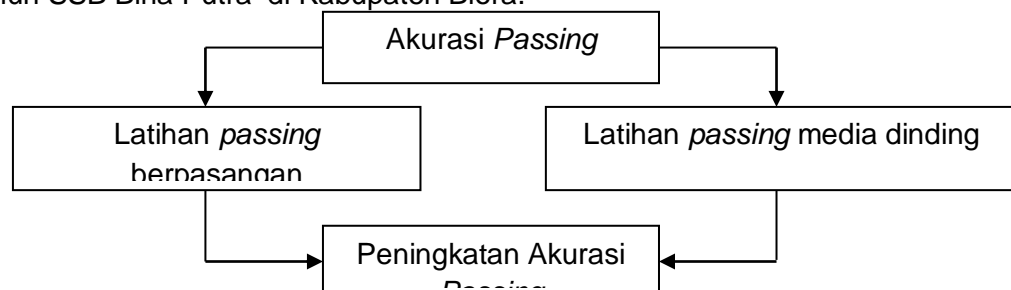 SSB Bina Putra di Kabupaten Blora.
Akurasi Passing
Latihan passing
berpasangan
Latihan passing media dinding
Peningkatan Akurasi
Passing